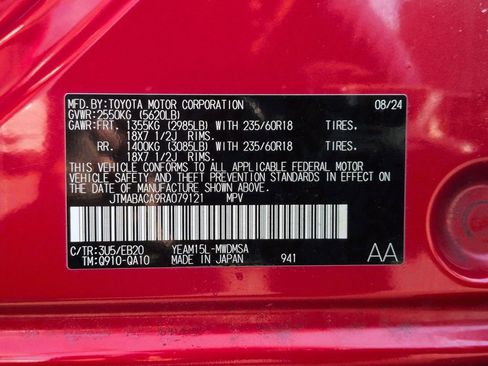 MFD.BY:TOYOTA MOTOR CORPORATION 08/24
GVWR:2550KG (5620LB)
GAWR:FRT. 1355KG (2985LB) WITH 235/60R18 TIRES.
18X7 1/2J RIMS.
RR. 1400KG (3085LB) WITH 235/60R18 TIRES.
18X7 1/2J RIMS.
THIS VEHICLE CONFORMS TO ALL APPLICABLE FEDERAL MOTOR
VEHICLE SAFETY AND THEFT PREVENTION STANDARDS IN EFFECT
ON THE DATE OF MANUFACTURE SHOWN ABOVE.
JTMABACA9RA079121 MPV
C/TR:3U5/EB20 YEAM15L-MWDMSA
TM:Q910-QA10 MADE IN JAPAN 941 AA